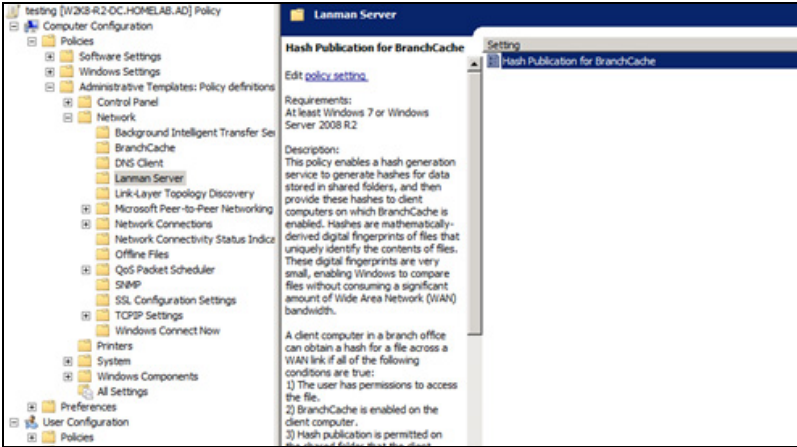 testing [W2K8-R2-DC.HOMELAB.AD] Policy
Computer Configuration
Policies
Software Settings
Windows Settings
Administrative Templates: Policy definitions
Control Panel
Network
Background Intelligent Transfer Ser
BranchCache
DNS Client
Lanman Server
Link-Layer Topology Discovery
Microsoft Peer-to-Peer Networking
Network Connections
Network Connectivity Status Indica
Offline Files
QoS Packet Scheduler
SNMP
SSL Configuration Settings
TCPIP Settings
Windows Connect Now
Printers
System
Windows Components
All Settings
Preferences
User Configuration
Policies
Lanman Server
Hash Publication for BranchCache
Edit policy setting
Requirements:
At least Windows 7 or Windows
Server 2008 R2
Description:
This policy enables a hash generation
service to generate hashes for data
stored in shared folders, and then
provide these hashes to client
computers on which BranchCache is
enabled. Hashes are mathematically-
derived digital fingerprints of files that
uniquely identify the contents of files.
These digital fingerprints are very
small, enabling Windows to compare
files without consuming a significant
amount of Wide Area Network (WAN)
bandwidth.
A client computer in a branch office
can obtain a hash for a file across a
WAN link if all of the following
conditions are true:
1) The user has permissions to access
the file.
2) BranchCache is enabled on the
client computer.
3) Hash publication is permitted on
the shared folder that the client
Setting
Hash Publication for BranchCache